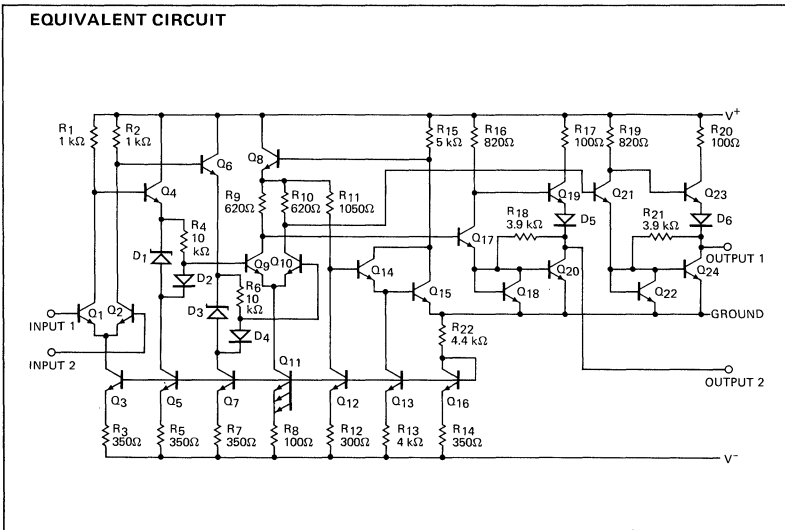 EQUIVALENT CIRCUIT
V+
R1
1 kΩ
R2
1 kΩ
Q6
Q8
R15
5 kΩ
R16
820Ω
R17
100Ω
R19
820Ω
R20
100Ω
Q4
R9
620Ω
R10
620Ω
R11
1050Ω
Q19
Q21
Q23
R4
10
kΩ
R18
3.9 kΩ
D5
R21
3.9 kΩ
D6
D1
D2
Q9
Q10
Q17
OUTPUT 1
R6
10
kΩ
Q14
Q20
Q24
Q1
Q2
D3
Q15
Q18
Q22
INPUT 1
GROUND
D4
R22
4.4 kΩ
INPUT 2
Q11
OUTPUT 2
Q3
Q5
Q7
Q12
Q13
Q16
R3
350Ω
R5
350Ω
R7
350Ω
R8
100Ω
R12
300Ω
R13
4 kΩ
R14
350Ω
V−